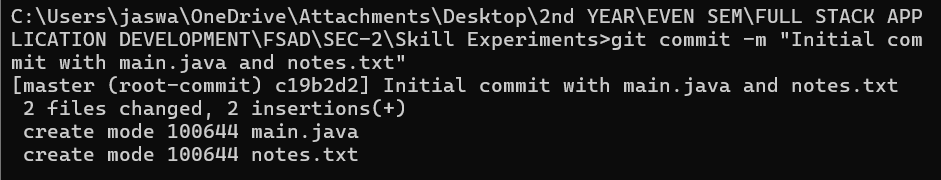 C:\Users\jaswa\OneDrive\Attachments\Desktop\2nd YEAR\EVEN SEM\FULL STACK APP
LICATION DEVELOPMENT\FSAD\SEC-2\Skill Experiments>git commit -m "Initial com
mit with main.java and notes.txt"
[master (root-commit) c19b2d2] Initial commit with main.java and notes.txt
 2 files changed, 2 insertions(+)
 create mode 100644 main.java
 create mode 100644 notes.txt